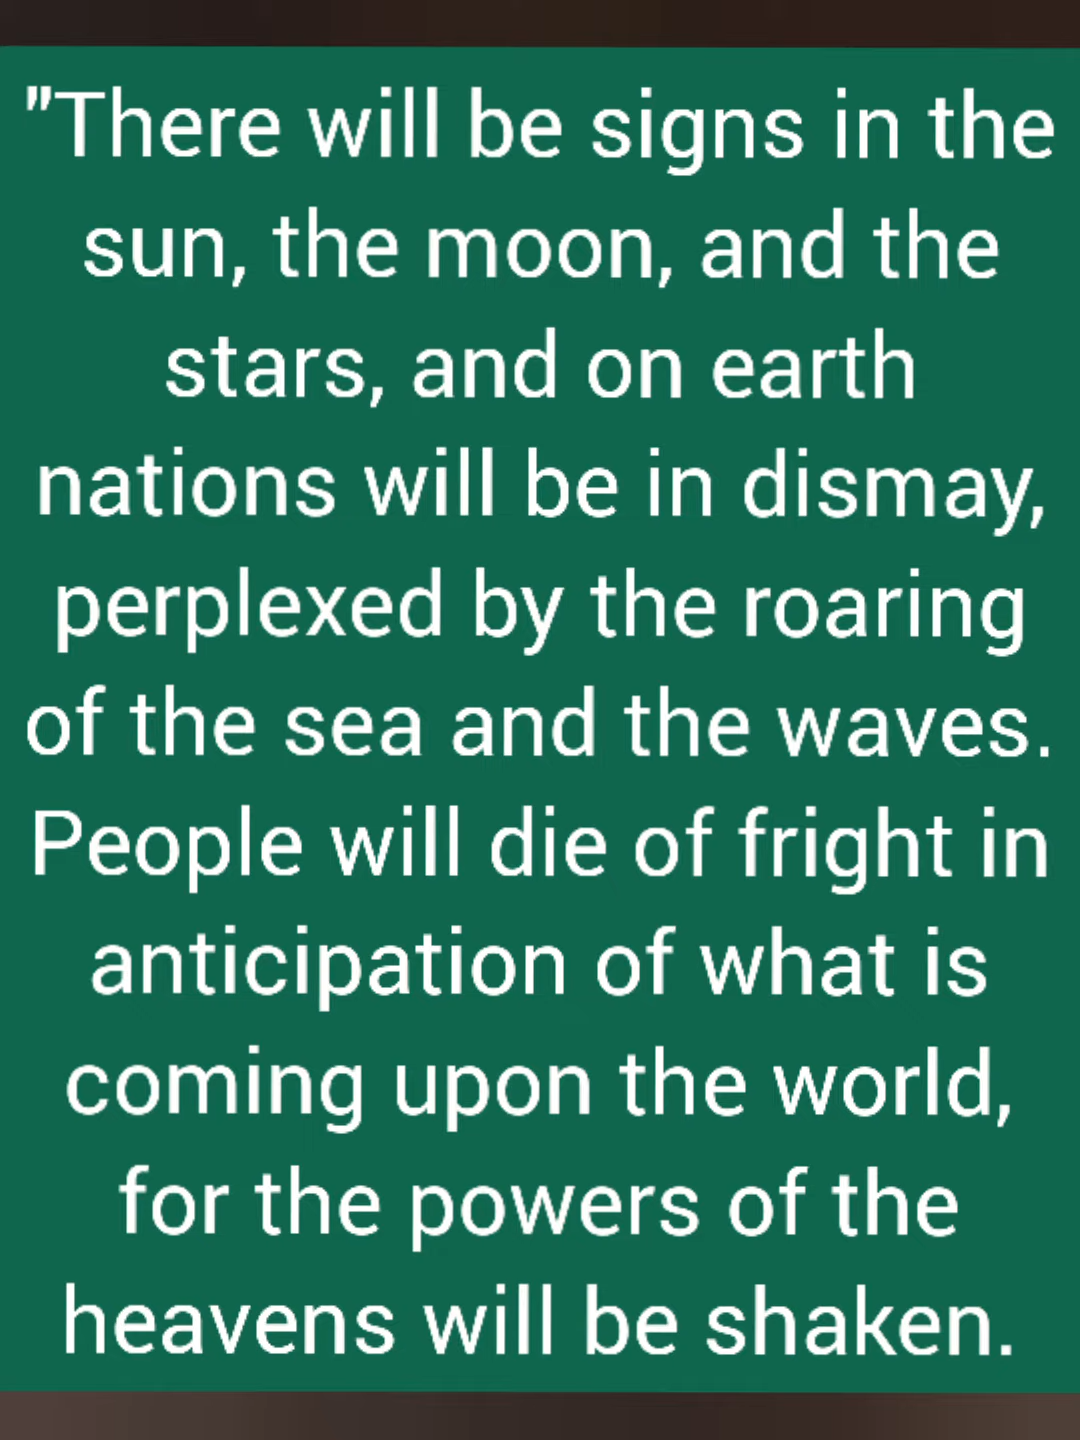 "There will be signs in the
sun, the moon, and the
stars, and on earth
nations will be in dismay,
perplexed by the roaring
of the sea and the waves.
People will die of fright in
anticipation of what is
coming upon the world,
for the powers of the
heavens will be shaken.